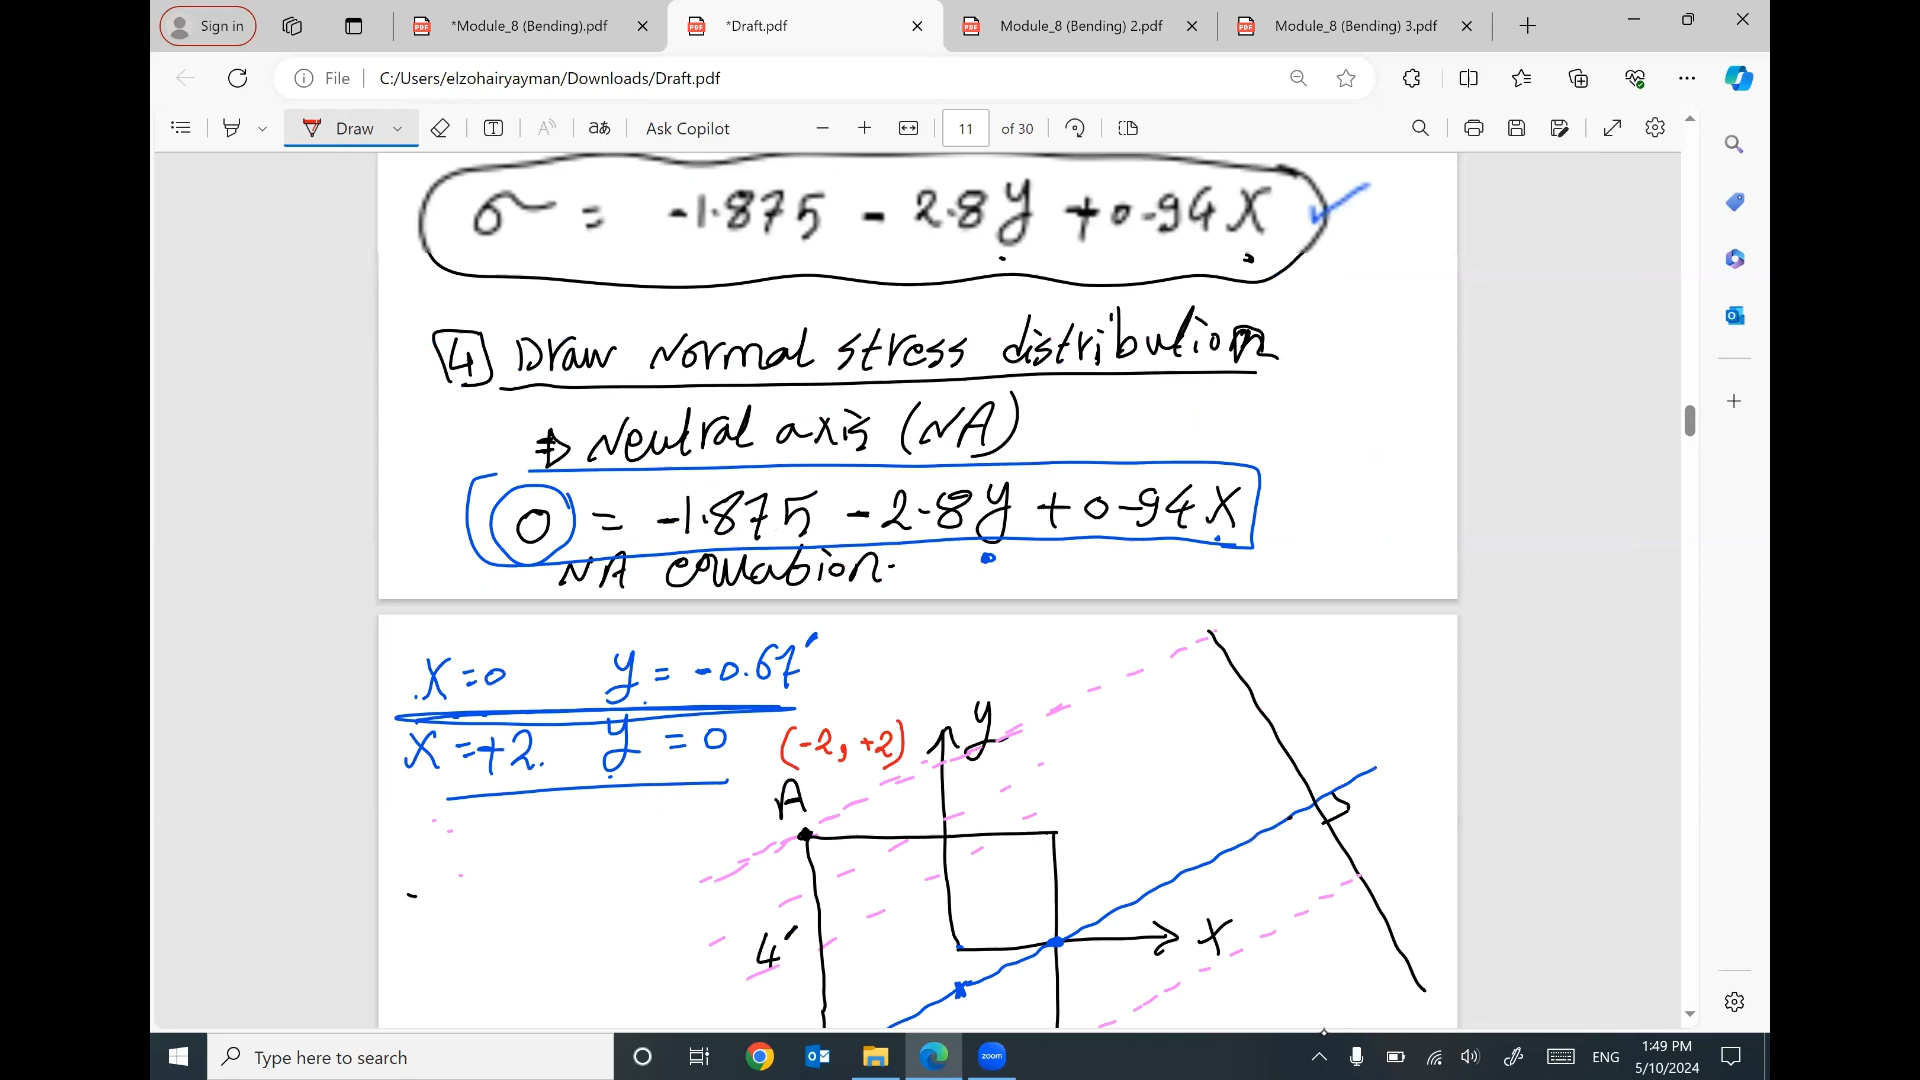 Sign in
*Module_8 (Bending).pdf
*Draft.pdf
Module_8 (Bending) 2.pdf
Module_8 (Bending) 3.pdf
File
C:/Users/elzohairyayman/Downloads/Draft.pdf
Draw
aあ
Ask Copilot
11
of 30
σ = -1.875 - 2.8y + 0.94X
4 Draw Normal stress distribution
⇒ Neutral axis (NA)
0 = -1.875 - 2.8y + 0.94X
NA equation.
X=0 y = -0.67'
X=+2. y = 0
(-2, +2)
y
A
4'
X
Type here to search
zoom
ENG
1:49 PM
5/10/2024